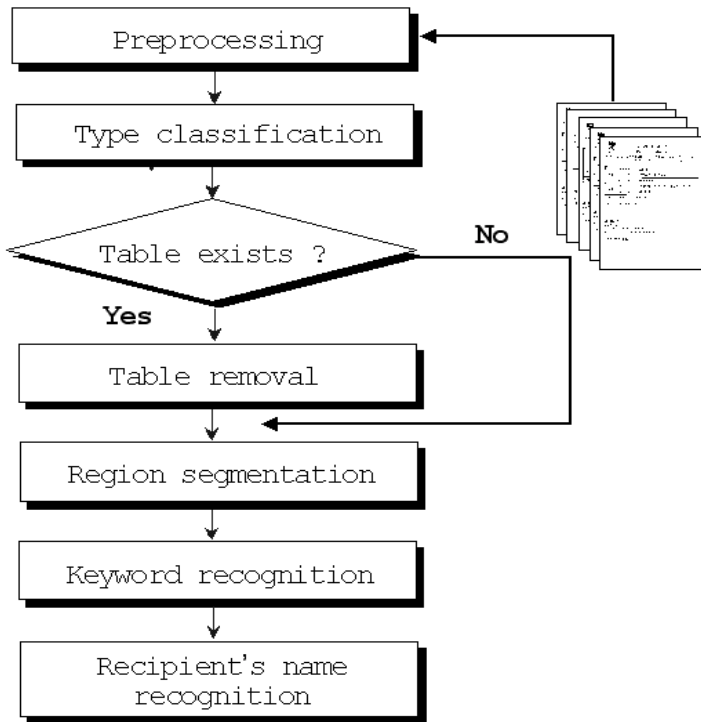 Preprocessing
Type classification
Table exists ?
No
Yes
Table removal
Region segmentation
Keyword recognition
Recipient's name
recognition